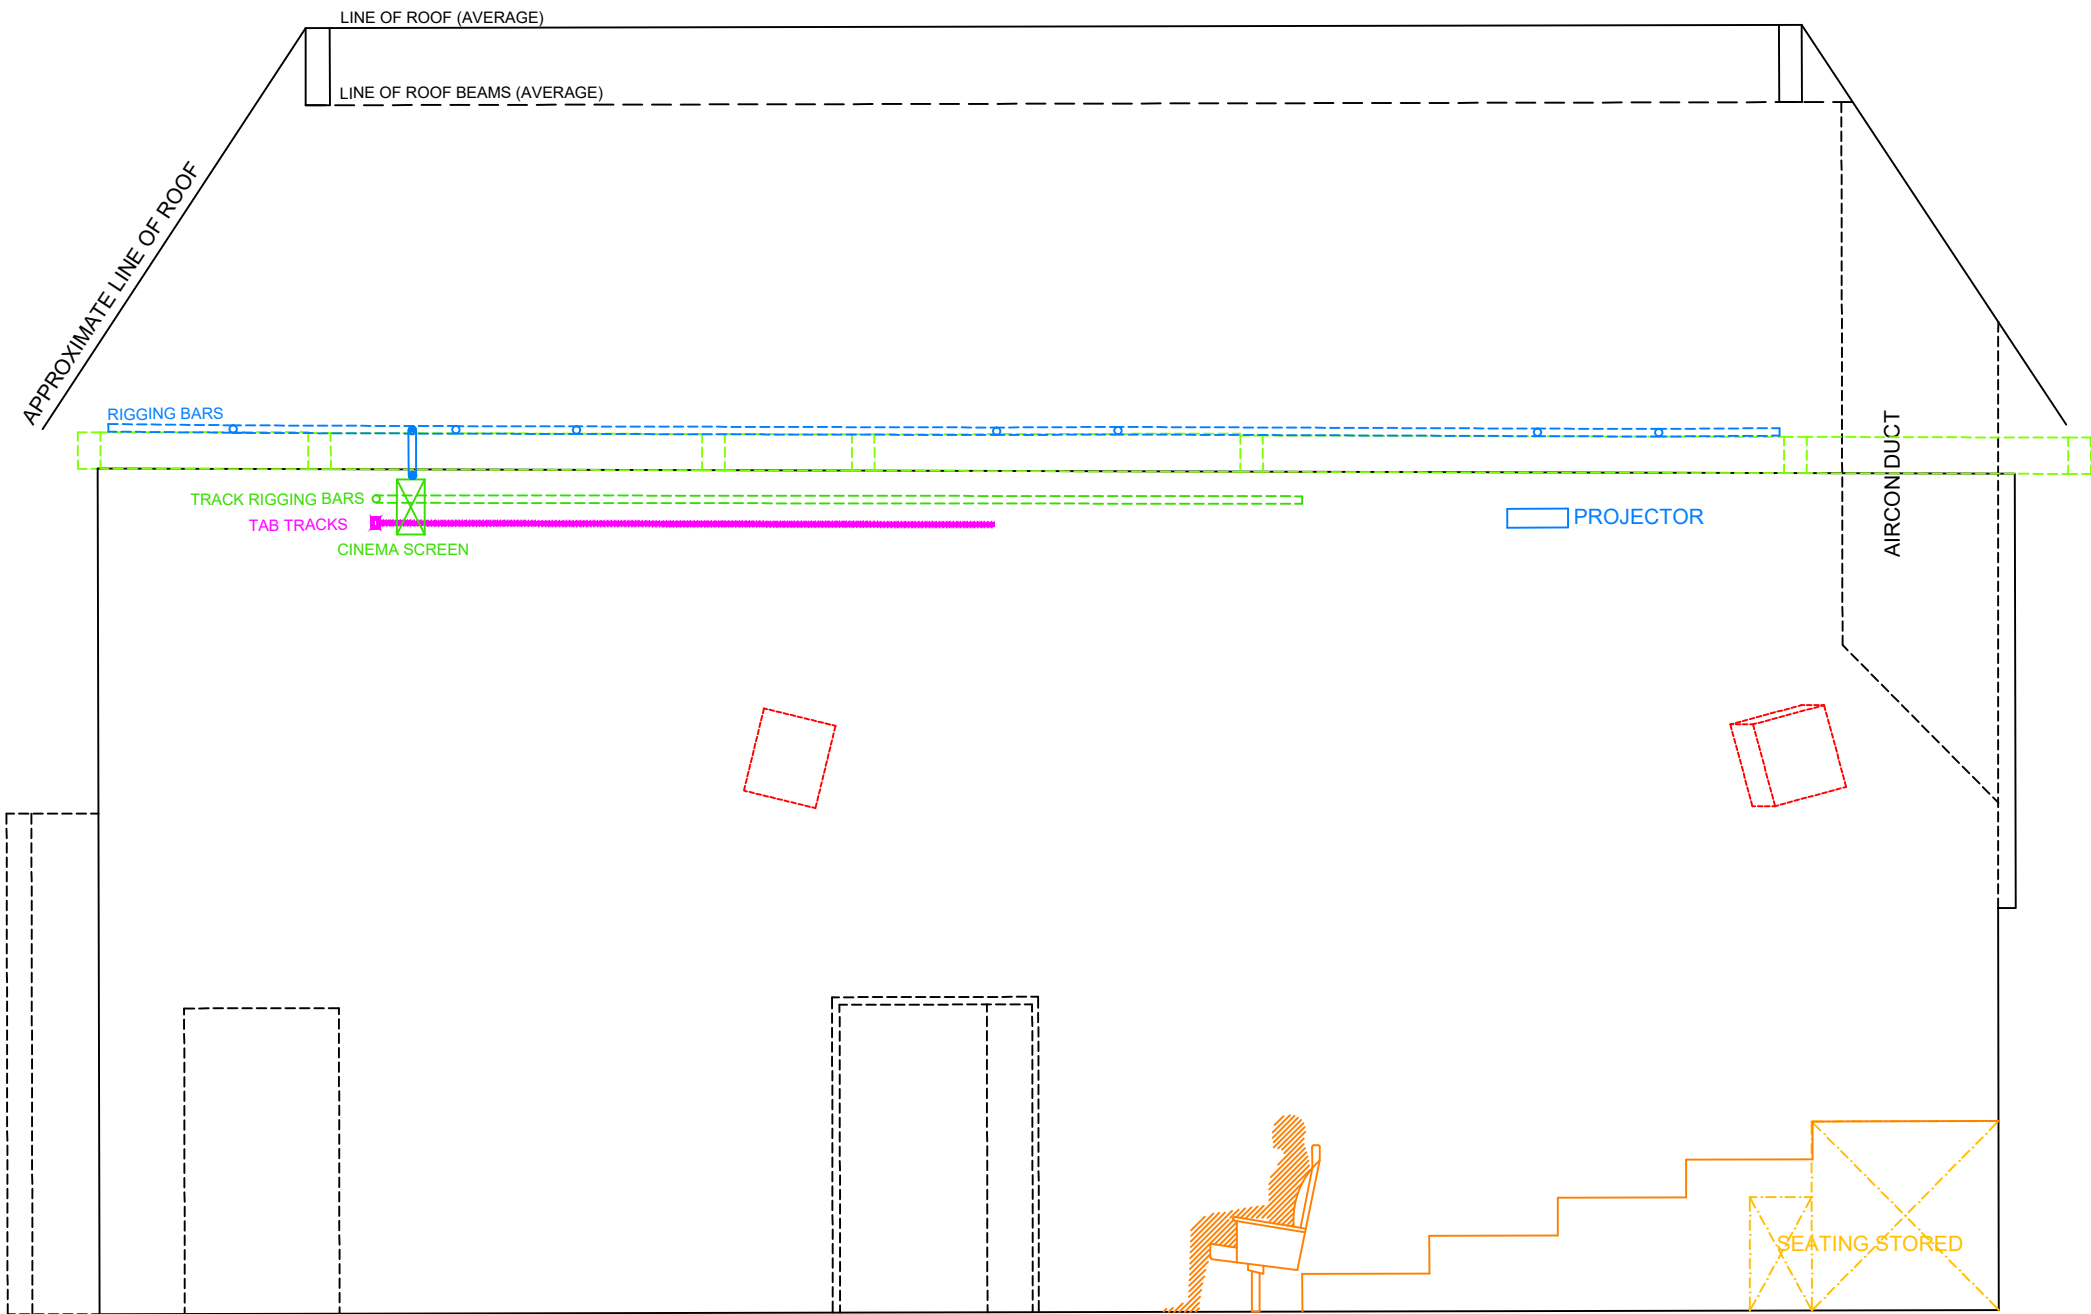 LINE OF ROOF (AVERAGE)
LINE OF ROOF BEAMS (AVERAGE)
APPROXIMATE LINE OF ROOF
RIGGING BARS
TRACK RIGGING BARS
TAB TRACKS
CINEMA SCREEN
PROJECTOR
AIRCON DUCT
SEATING STORED